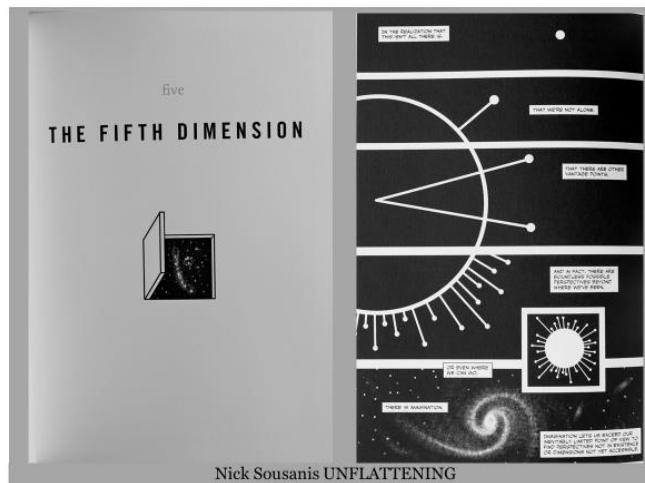 five
THE FIFTH DIMENSION
IN THE REALIZATION THAT
THIS ISN'T ALL THERE IS.
THAT WE'RE NOT ALONE.
THAT THERE ARE OTHER
VANTAGE POINTS.
AND IN FACT, THERE ARE
BOUNDLESS POSSIBLE
PERSPECTIVES BEYOND
WHERE WE'VE BEEN.
OR EVEN WHERE
WE CAN GO.
THERE IS IMAGINATION.
IMAGINATION LETS US EXCEED OUR
INEVITABLY LIMITED POINT OF VIEW TO
FIND PERSPECTIVES NOT IN EXISTENCE
OR DIMENSIONS NOT YET ACCESSIBLE.
Nick Sousanis UNFLATTENING